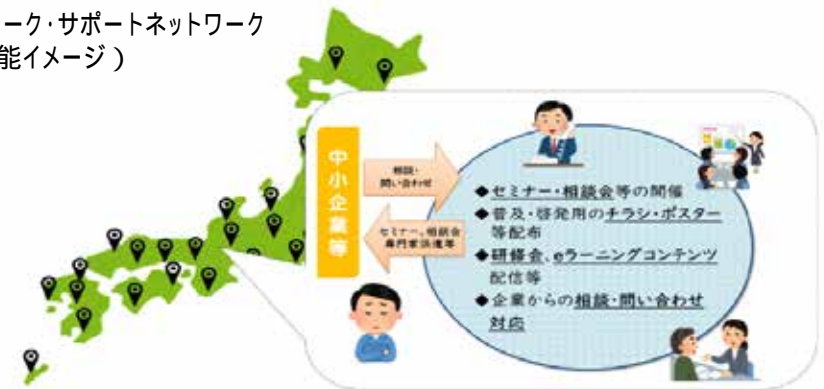 ーク・サポートネットワーク
能イメージ)
中小企業等
相談・
問い合わせ
セミナー、相談会
専門家派遣等
◆セミナー・相談会等の開催
◆普及・啓発用のチラシ・ポスター
等配布
◆研修会、eラーニングコンテンツ
配信等
◆企業からの相談・問い合わせ
対応